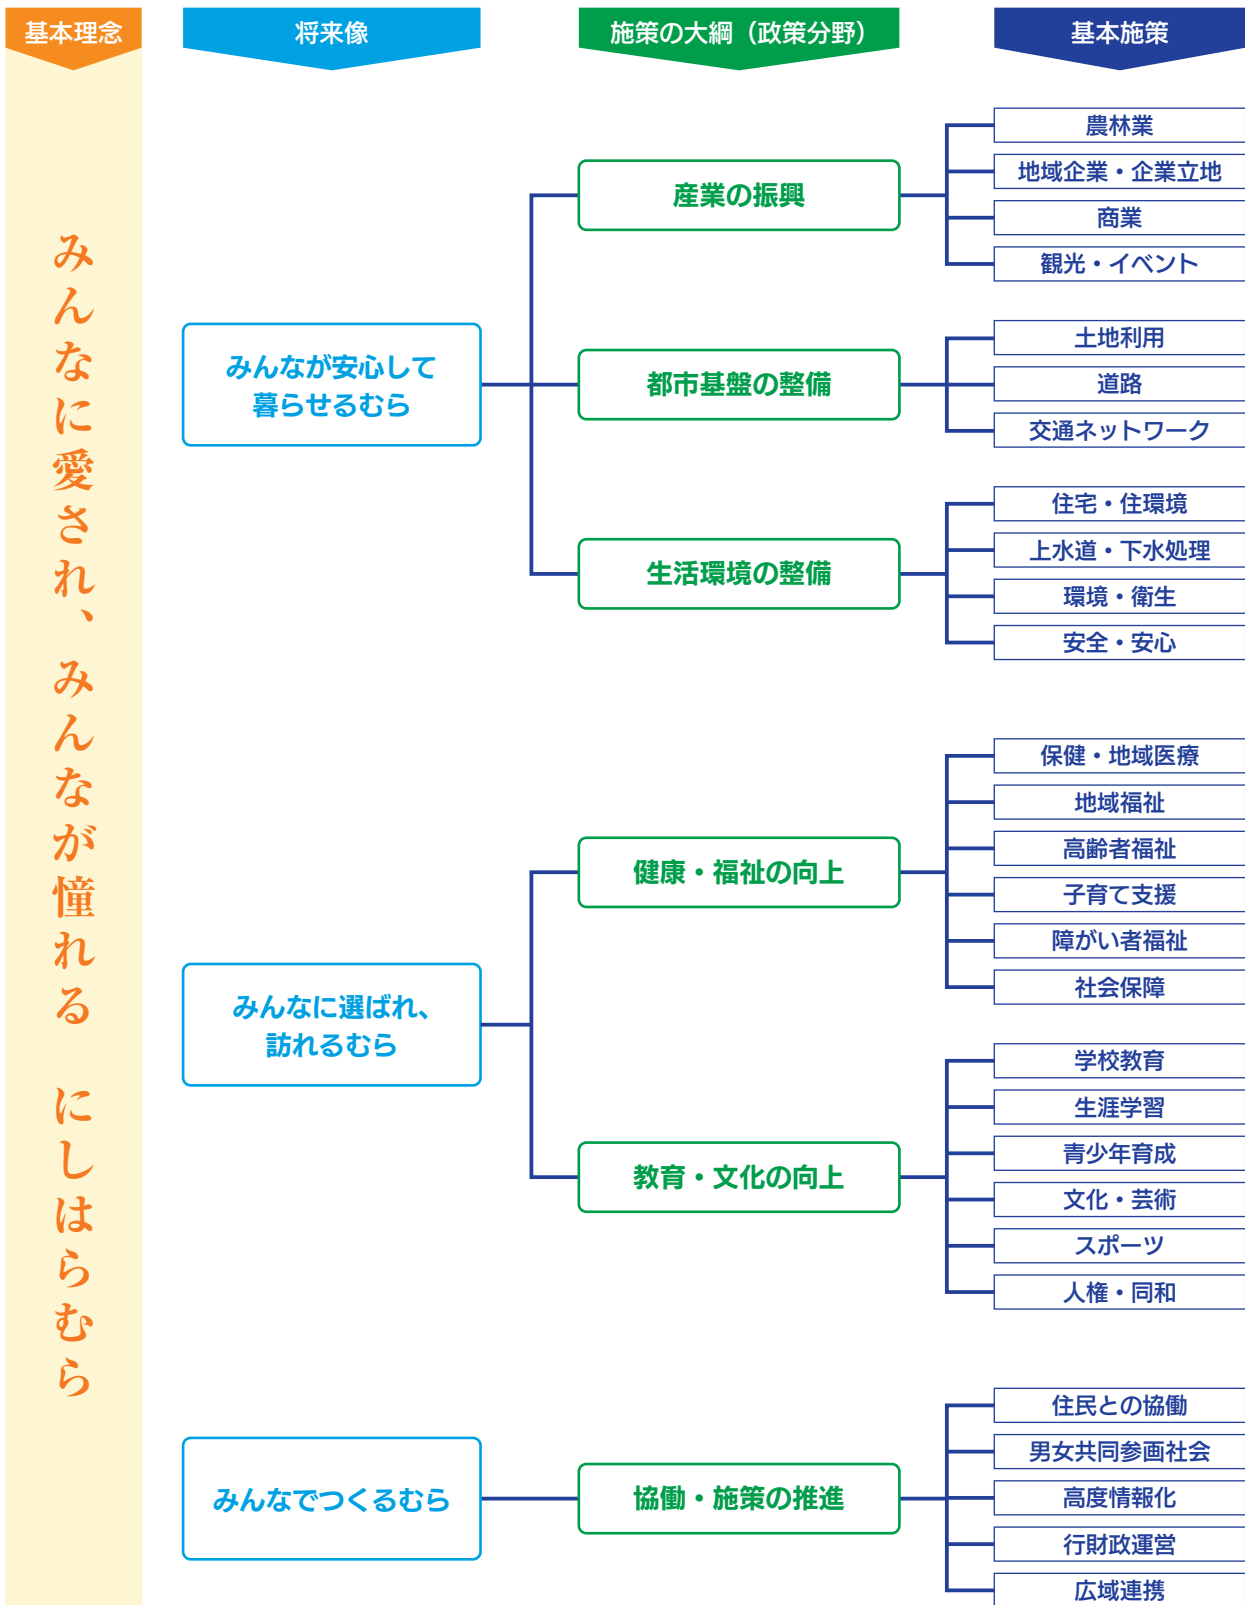 基本理念
将来像
施策の大綱（政策分野）
基本施策
みんなに愛され、みんなが憧れる　にしはらむら
みんなが安心して
暮らせるむら
産業の振興
農林業
地域企業・企業立地
商業
観光・イベント
都市基盤の整備
土地利用
道路
交通ネットワーク
生活環境の整備
住宅・住環境
上水道・下水処理
環境・衛生
安全・安心
みんなに選ばれ、
訪れるむら
健康・福祉の向上
保健・地域医療
地域福祉
高齢者福祉
子育て支援
障がい者福祉
社会保障
教育・文化の向上
学校教育
生涯学習
青少年育成
文化・芸術
スポーツ
人権・同和
みんなでつくるむら
協働・施策の推進
住民との協働
男女共同参画社会
高度情報化
行財政運営
広域連携